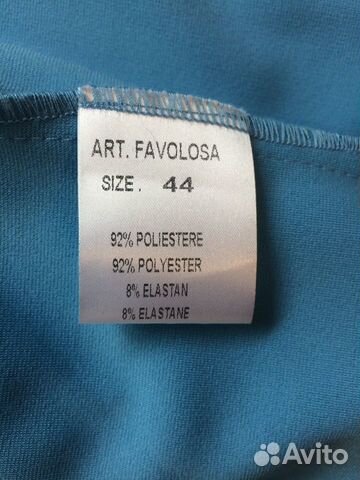 ART. FAVOLOSA
SIZE. 44
92% POLIESTERE
92% POLYESTER
8% ELASTAN
8% ELASTANE
Avito